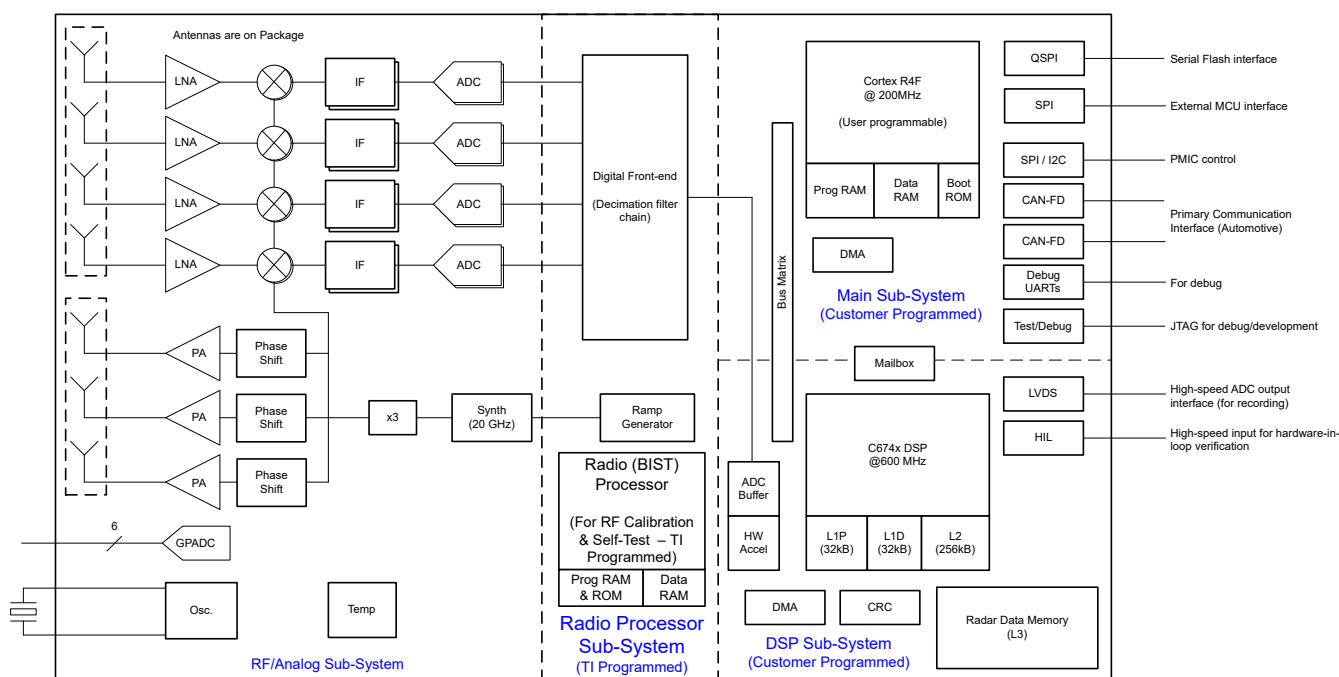 Antennas are on Package
LNA
IF
ADC
LNA
IF
ADC
LNA
IF
ADC
LNA
IF
ADC
PA
Phase
Shift
PA
Phase
Shift
PA
Phase
Shift
x3
Synth
(20 GHz)
6
GPADC
Osc.
Temp
RF/Analog Sub-System
Digital Front-end
(Decimation filter
chain)
Ramp
Generator
Radio (BIST)
Processor
(For RF Calibration
& Self-Test – TI
Programmed)
Prog RAM
& ROM
Data
RAM
Radio Processor
Sub-System
(TI Programmed)
ADC
Buffer
HW
Accel
Bus Matrix
Cortex R4F
@ 200MHz
(User programmable)
Prog RAM
Data
RAM
Boot
ROM
DMA
Main Sub-System
(Customer Programmed)
Mailbox
C674x DSP
@600 MHz
L1P
(32kB)
L1D
(32kB)
L2
(256kB)
DMA
CRC
DSP Sub-System
(Customer Programmed)
Radar Data Memory
(L3)
QSPI
Serial Flash interface
SPI
External MCU interface
SPI / I2C
PMIC control
CAN-FD
CAN-FD
Primary Communication
Interface (Automotive)
Debug
UARTs
For debug
Test/Debug
JTAG for debug/development
LVDS
High-speed ADC output
interface (for recording)
HIL
High-speed input for hardware-in-
loop verification